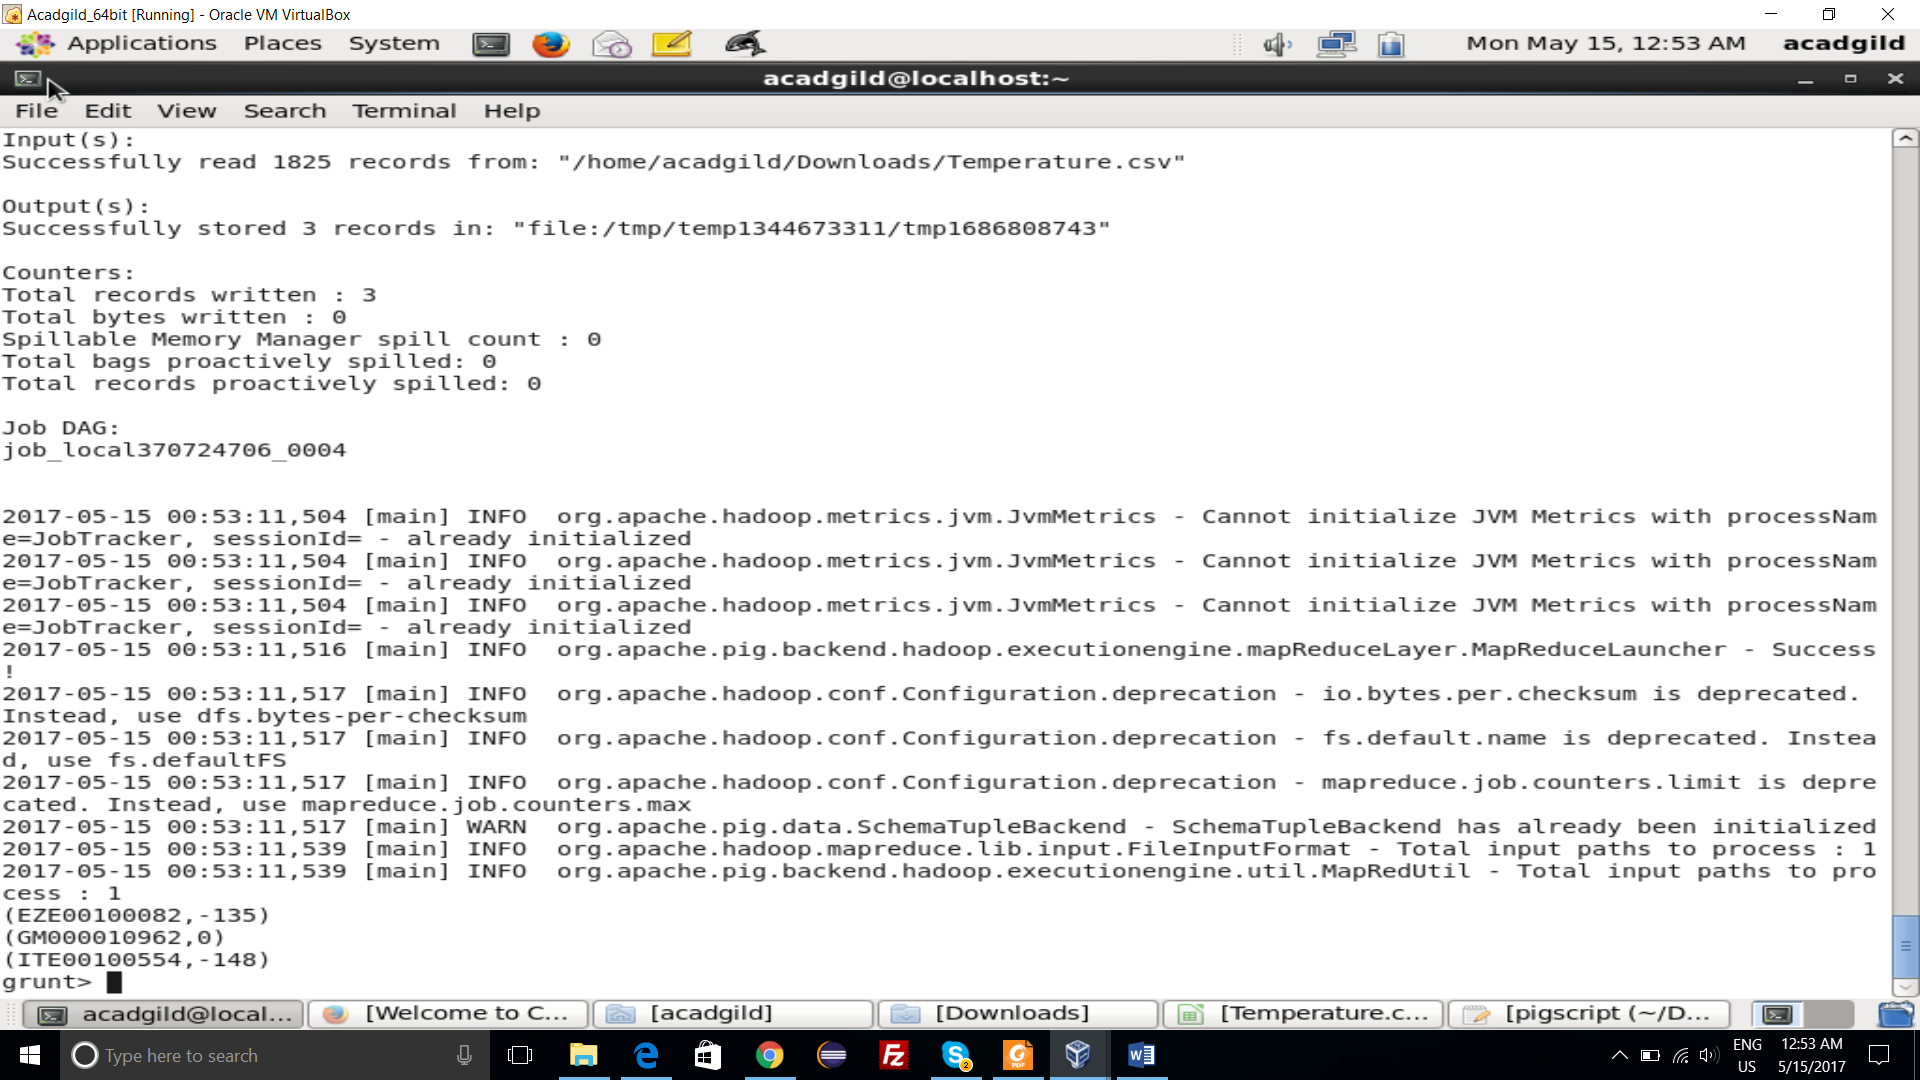 Acadgild_64bit [Running] - Oracle VM VirtualBox
Applications Places System Mon May 15, 12:53 AM acadgild
acadgild@localhost:~
File Edit View Search Terminal Help
Input(s):
Successfully read 1825 records from: "/home/acadgild/Downloads/Temperature.csv"
Output(s):
Successfully stored 3 records in: "file:/tmp/temp1344673311/tmp1686808743"
Counters:
Total records written : 3
Total bytes written : 0
Spillable Memory Manager spill count : 0
Total bags proactively spilled: 0
Total records proactively spilled: 0
Job DAG:
job_local370724706_0004
2017-05-15 00:53:11,504 [main] INFO  org.apache.hadoop.metrics.jvm.JvmMetrics - Cannot initialize JVM Metrics with processNam
e=JobTracker, sessionId= - already initialized
2017-05-15 00:53:11,504 [main] INFO  org.apache.hadoop.metrics.jvm.JvmMetrics - Cannot initialize JVM Metrics with processNam
e=JobTracker, sessionId= - already initialized
2017-05-15 00:53:11,504 [main] INFO  org.apache.hadoop.metrics.jvm.JvmMetrics - Cannot initialize JVM Metrics with processNam
e=JobTracker, sessionId= - already initialized
2017-05-15 00:53:11,516 [main] INFO  org.apache.pig.backend.hadoop.executionengine.mapReduceLayer.MapReduceLauncher - Success
!
2017-05-15 00:53:11,517 [main] INFO  org.apache.hadoop.conf.Configuration.deprecation - io.bytes.per.checksum is deprecated.
Instead, use dfs.bytes-per-checksum
2017-05-15 00:53:11,517 [main] INFO  org.apache.hadoop.conf.Configuration.deprecation - fs.default.name is deprecated. Instea
d, use fs.defaultFS
2017-05-15 00:53:11,517 [main] INFO  org.apache.hadoop.conf.Configuration.deprecation - mapreduce.job.counters.limit is depre
cated. Instead, use mapreduce.job.counters.max
2017-05-15 00:53:11,517 [main] WARN  org.apache.pig.data.SchemaTupleBackend - SchemaTupleBackend has already been initialized
2017-05-15 00:53:11,539 [main] INFO  org.apache.hadoop.mapreduce.lib.input.FileInputFormat - Total input paths to process : 1
2017-05-15 00:53:11,539 [main] INFO  org.apache.pig.backend.hadoop.executionengine.util.MapRedUtil - Total input paths to pro
cess : 1
(EZE00100082,-135)
(GM000010962,0)
(ITE00100554,-148)
grunt>
acadgild@local... [Welcome to C... [acadgild] [Downloads] [Temperature.c... [pigscript (~/D...
Type here to search
ENG 12:53 AM
US 5/15/2017